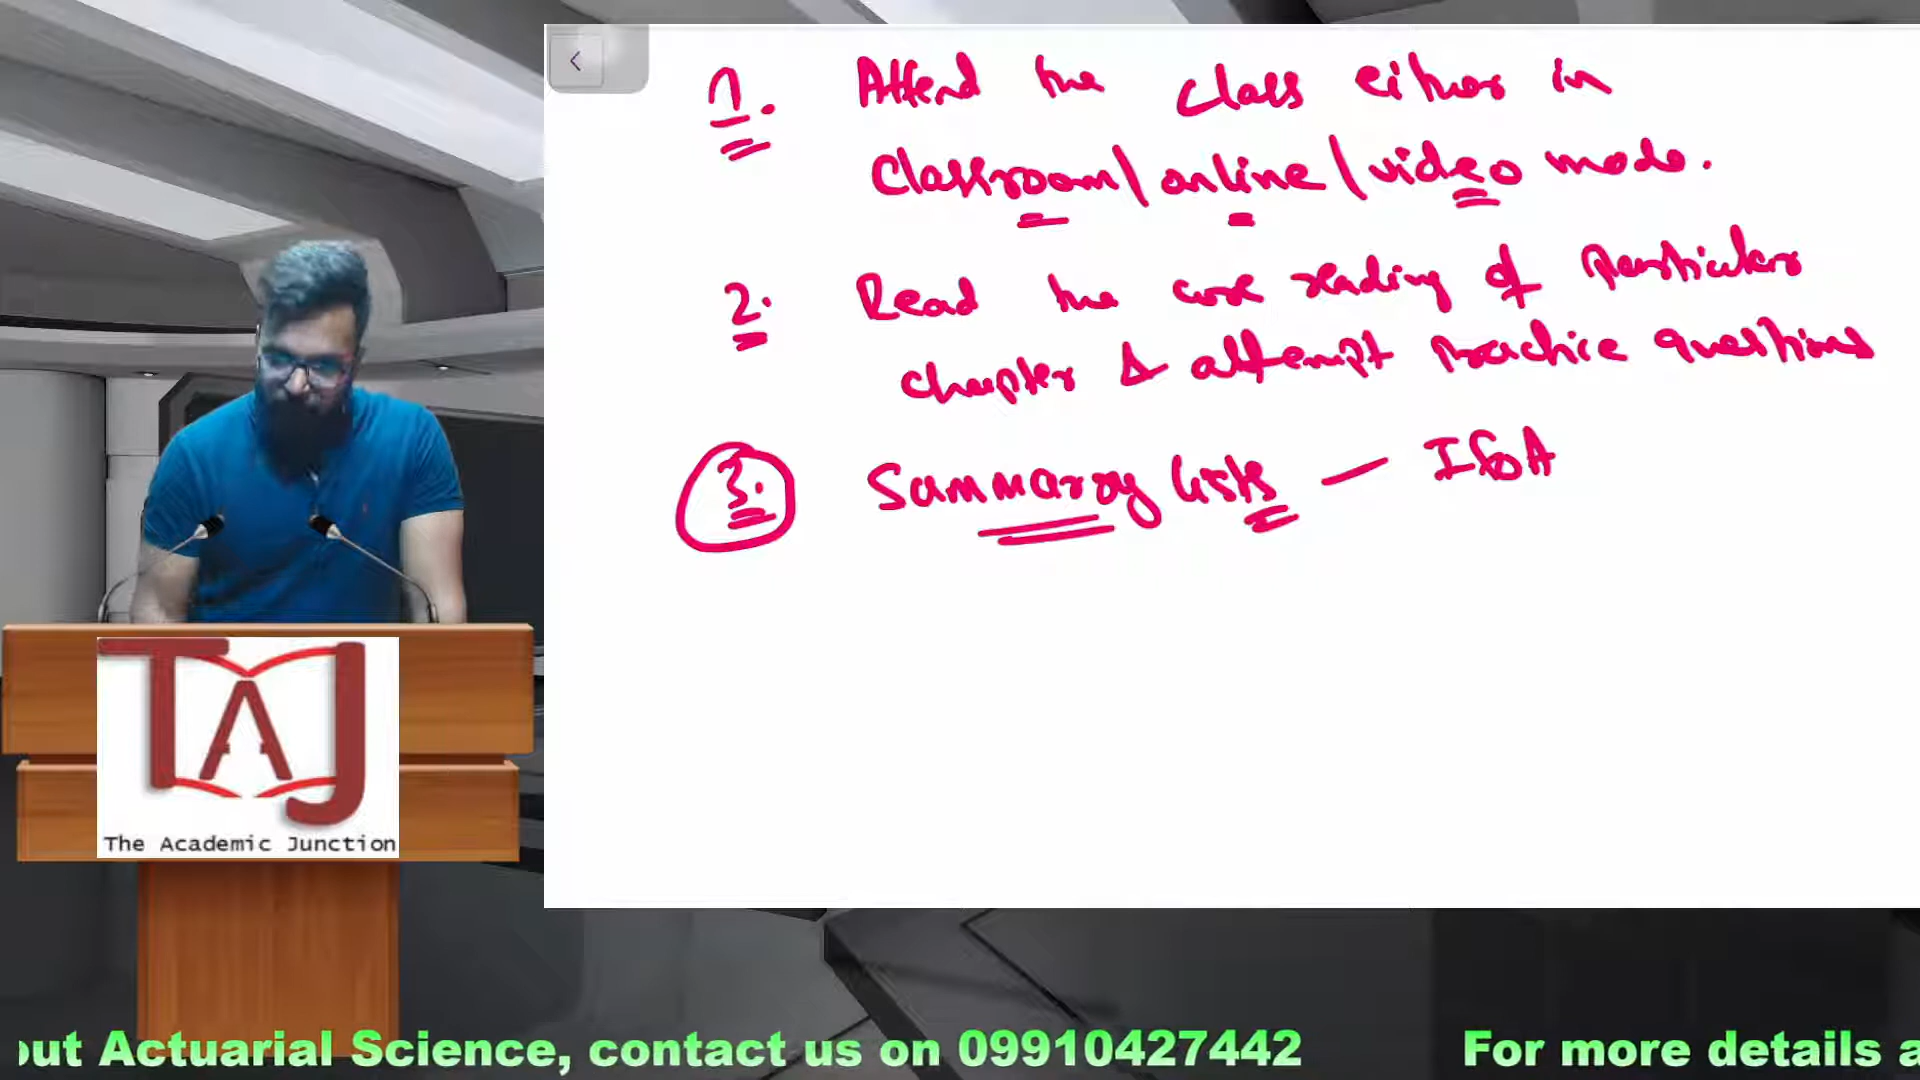 1. Attend the class either in
Classroom/online/video mode.
2. Read the core reading of particular
chapter & attempt practice questions
3. Summary lists — IFoA
TAJ
The Academic Junction
out Actuarial Science, contact us on 09910427442 For more details a